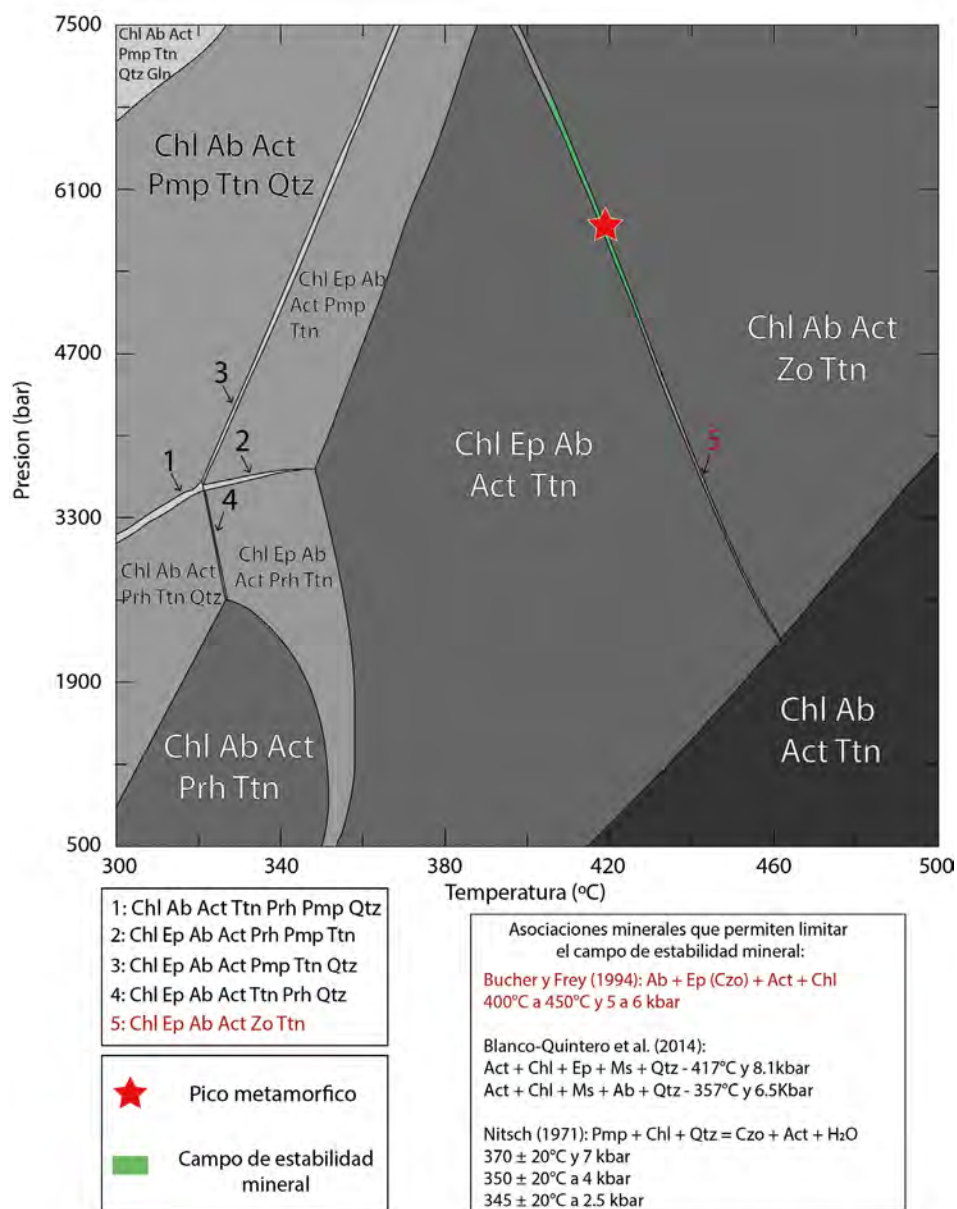 7500
Chl Ab Act
Pmp Ttn
Qtz Gln
Chl Ab Act
Pmp Ttn Qtz
6100
Chl Ep Ab
Act Pmp
Ttn
Chl Ab Act
Zo Ttn
4700
3
Presion (bar)
2
Chl Ep Ab
Act Ttn
5
1
4
3300
Chl Ab Act
Prh Ttn Qtz
Chl Ep Ab
Act Prh Ttn
1900
Chl Ab Act
Prh Ttn
Chl Ab
Act Ttn
500
300
340
380
420
460
500
Temperatura (ºC)
1: Chl Ab Act Ttn Prh Pmp Qtz
2: Chl Ep Ab Act Prh Pmp Ttn
3: Chl Ep Ab Act Pmp Ttn Qtz
4: Chl Ep Ab Act Ttn Prh Qtz
5: Chl Ep Ab Act Zo Ttn
Pico metamorfico
Campo de estabilidad
mineral
Asociaciones minerales que permiten limitar
el campo de estabilidad mineral:
Bucher y Frey (1994): Ab + Ep (Czo) + Act + Chl
400°C a 450°C y 5 a 6 kbar
Blanco-Quintero et al. (2014):
Act + Chl + Ep + Ms + Qtz - 417°C y 8.1kbar
Act + Chl + Ms + Ab + Qtz - 357°C y 6.5Kbar
Nitsch (1971): Pmp + Chl + Qtz = Czo + Act + H₂O
370 ± 20°C y 7 kbar
350 ± 20°C a 4 kbar
345 ± 20°C a 2.5 kbar